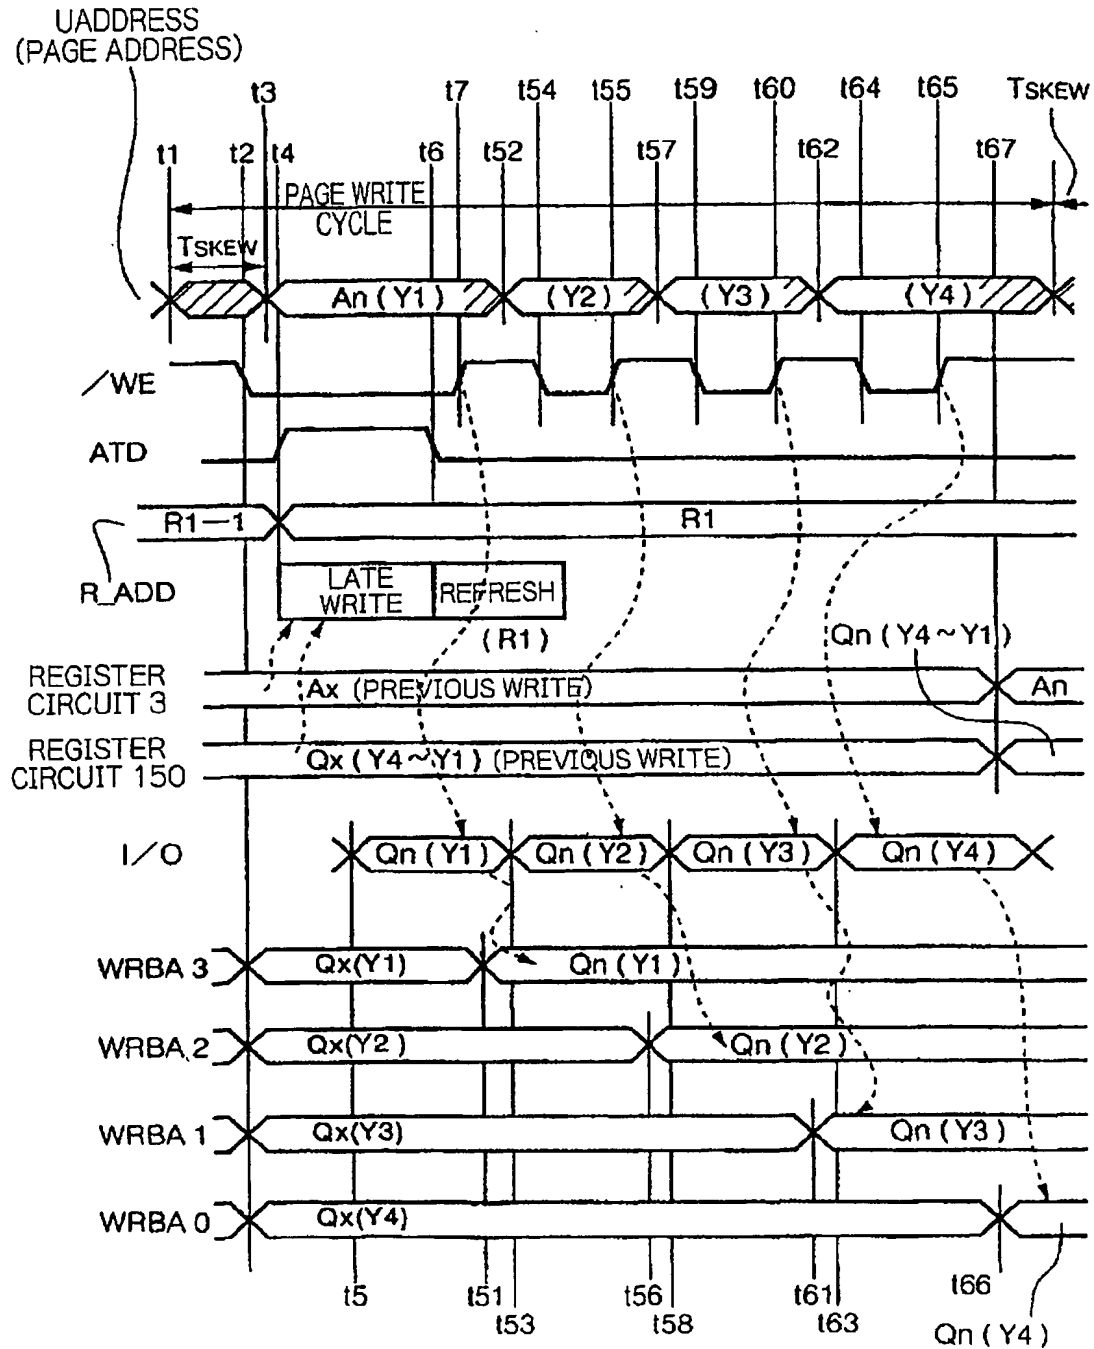 UADDRESS
(PAGE ADDRESS)
t3 t7 t54 t55 t59 t60 t64 t65 TSKEW
t1 t2 t4 t6 t52 t57 t62 t67
PAGE WRITE
CYCLE
TSKEW
An (Y1) (Y2) (Y3) (Y4)
/WE
ATD
R1-1 R1
R_ADD
LATE
WRITE
REFRESH
(R1)
Qn (Y4~Y1)
REGISTER
CIRCUIT 3
Ax (PREVIOUS WRITE) An
REGISTER
CIRCUIT 150
Qx (Y4~Y1) (PREVIOUS WRITE)
I/O Qn (Y1) Qn (Y2) Qn (Y3) Qn (Y4)
WRBA 3 Qx(Y1) Qn (Y1)
WRBA 2 Qx(Y2) Qn (Y2)
WRBA 1 Qx(Y3) Qn (Y3)
WRBA 0 Qx(Y4)
t5 t51 t56 t61 t66
t53 t58 t63
Qn (Y4)